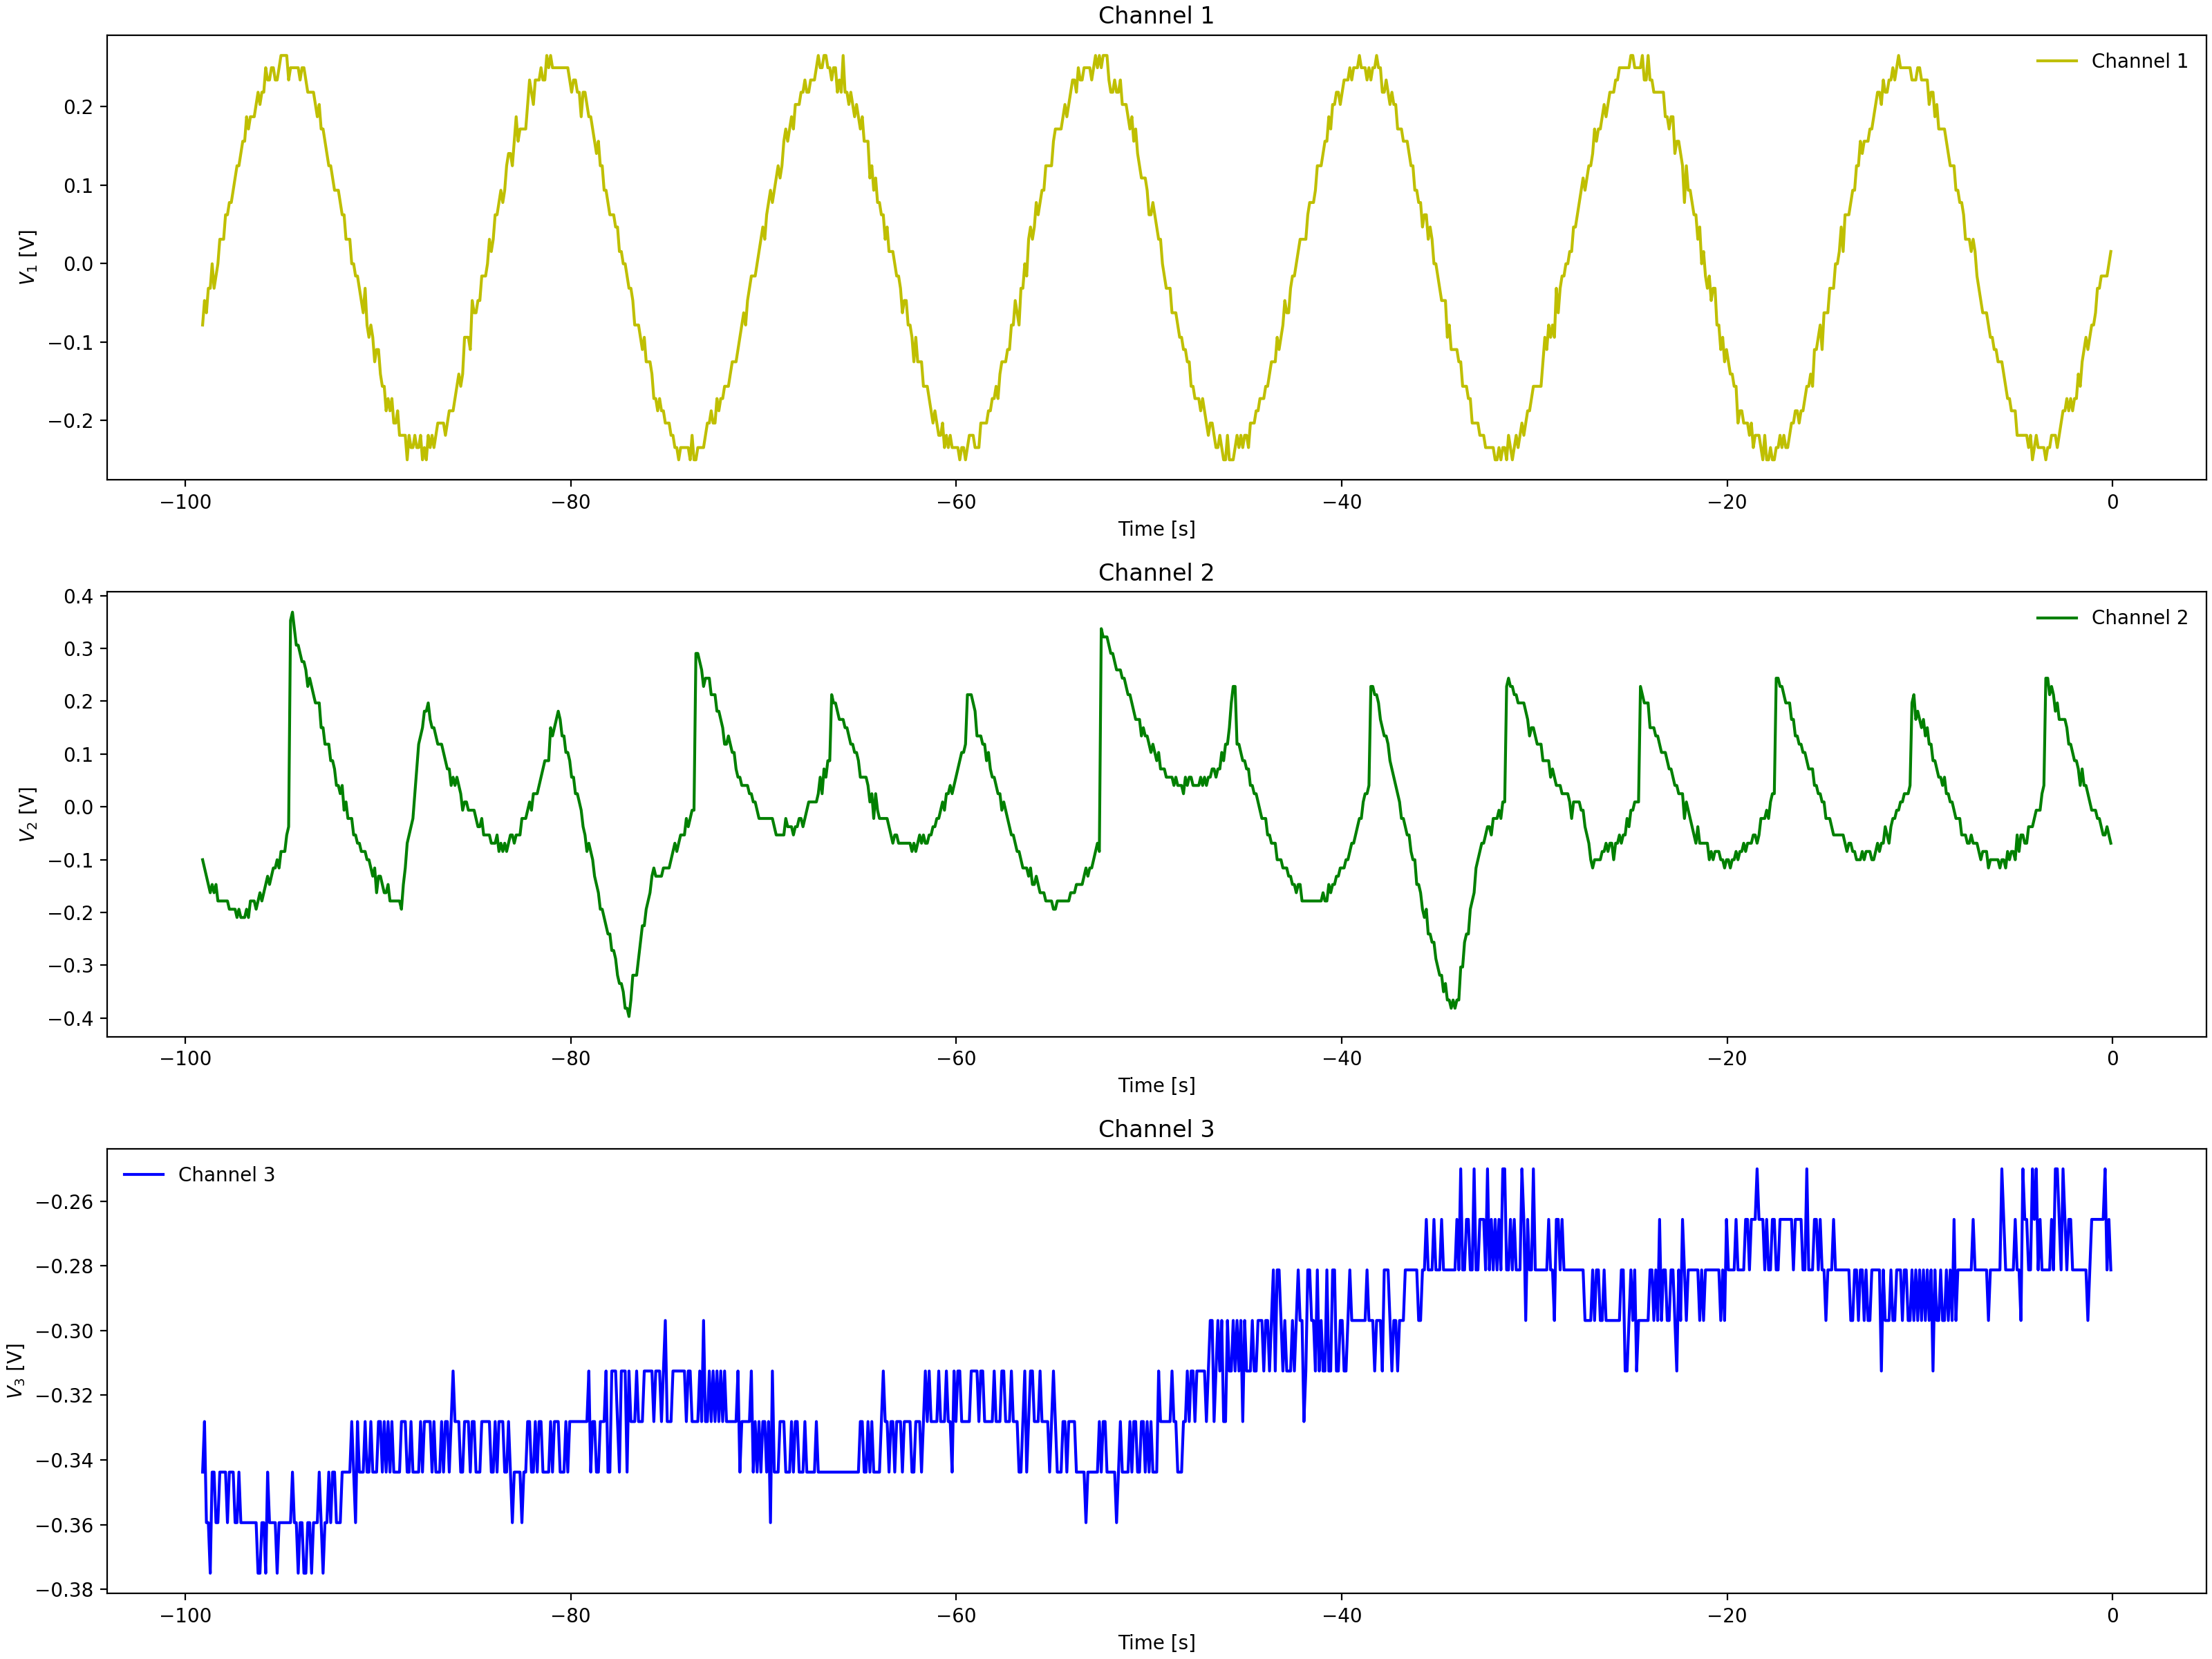 Channel 1
Channel 1
0.2
0.1
0.0
−0.1
−0.2
V1 [V]
−100 −80 −60 −40 −20 0
Time [s]
Channel 2
Channel 2
0.4
0.3
0.2
0.1
0.0
−0.1
−0.2
−0.3
−0.4
V2 [V]
−100 −80 −60 −40 −20 0
Time [s]
Channel 3
Channel 3
−0.26
−0.28
−0.30
−0.32
−0.34
−0.36
−0.38
V3 [V]
−100 −80 −60 −40 −20 0
Time [s]